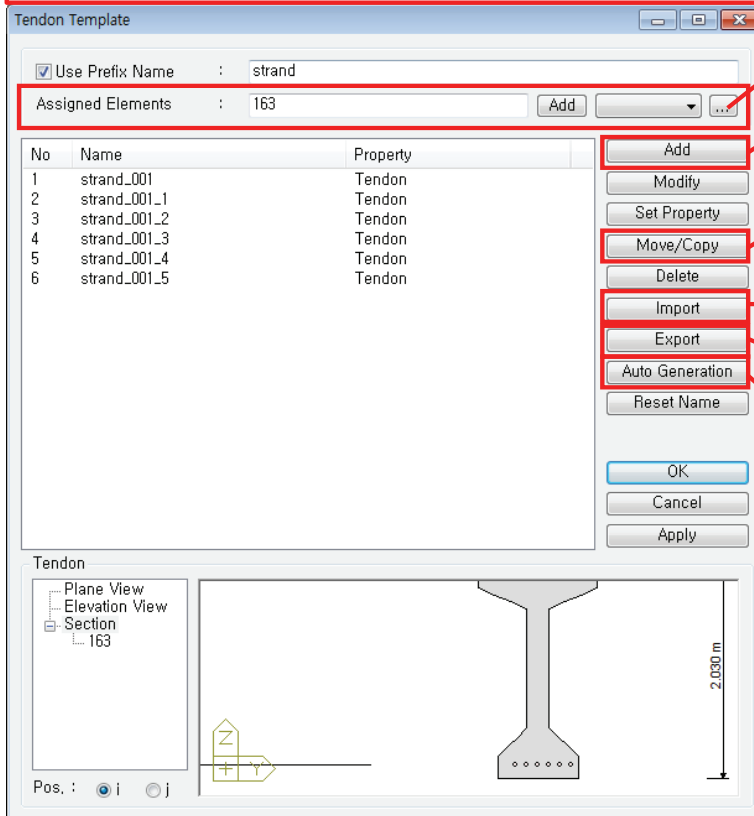 Tendon Template
Use Prefix Name : strand
Assigned Elements : 163 Add ...
No Name Property
1 strand_001 Tendon
2 strand_001_1 Tendon
3 strand_001_2 Tendon
4 strand_001_3 Tendon
5 strand_001_4 Tendon
6 strand_001_5 Tendon
Add
Modify
Set Property
Move/Copy
Delete
Import
Export
Auto Generation
Reset Name
OK
Cancel
Apply
Tendon
Plane View
Elevation View
Section
163
Pos. : i j
Z
Y
2.030 m